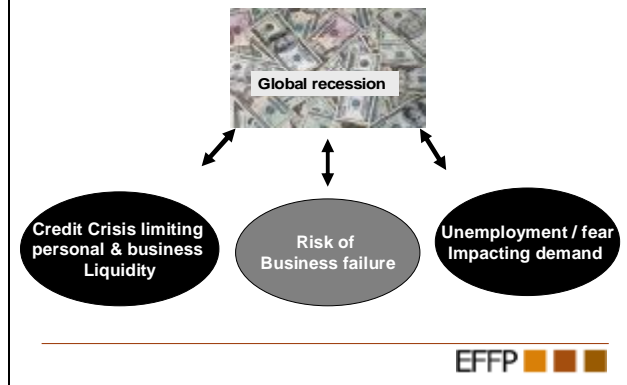 Global recession
Credit Crisis limiting
personal & business
Liquidity
Risk of
Business failure
Unemployment / fear
Impacting demand
EFFP